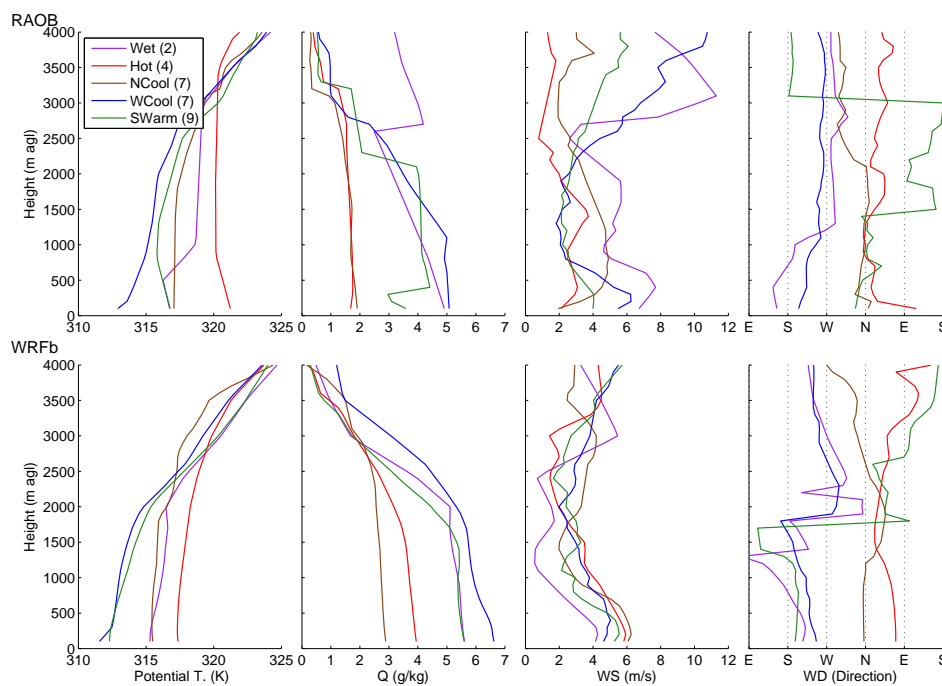 RAOB
4000
3500
3000
2500
2000
1500
1000
500
0
Height (m agl)
Wet (2)
Hot (4)
NCool (7)
WCool (7)
SWarm (9)
310 315 320 325
0 1 2 3 4 5 6 7
0 2 4 6 8 10 12
E S W N E S
WRFb
4000
3500
3000
2500
2000
1500
1000
500
0
Height (m agl)
310 315 320 325
0 1 2 3 4 5 6 7
0 2 4 6 8 10 12
E S W N E S
Potential T. (K)
Q (g/kg)
WS (m/s)
WD (Direction)